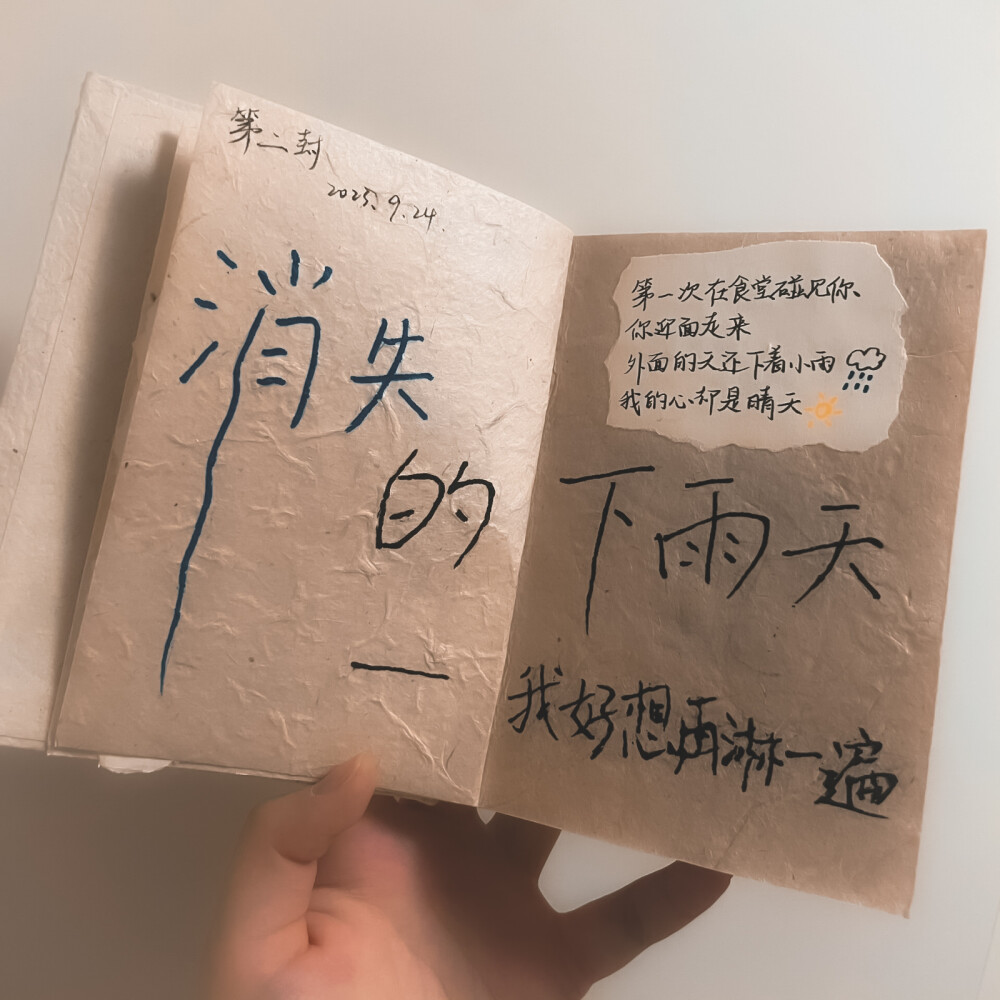 第二封
2025.9.24.
消失
的
一
第一次在食堂碰见你、
你迎面走来
外面的天还下着小雨
我的心却是晴天
下雨天
我好想再淋一遍